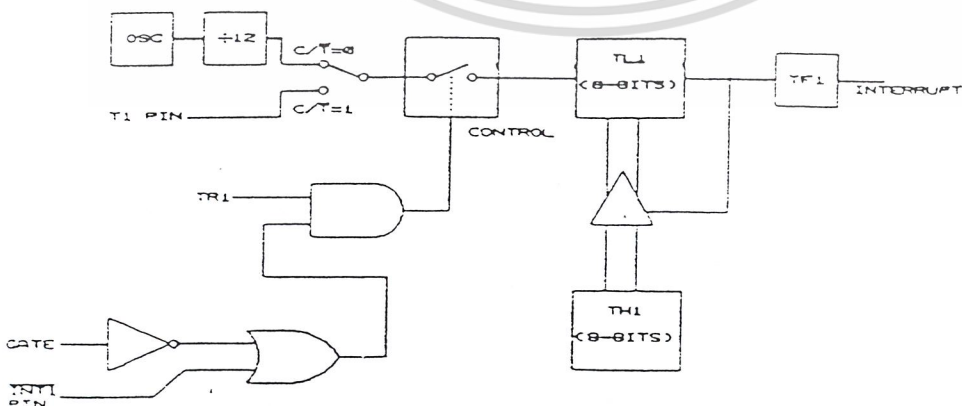 OSC
÷12
C/T=0
C/T=1
T1 PIN
CONTROL
TL1
(8-BITS)
TF1
INTERRUPT
TR1
TH1
(8-BITS)
GATE
INT1
PIN